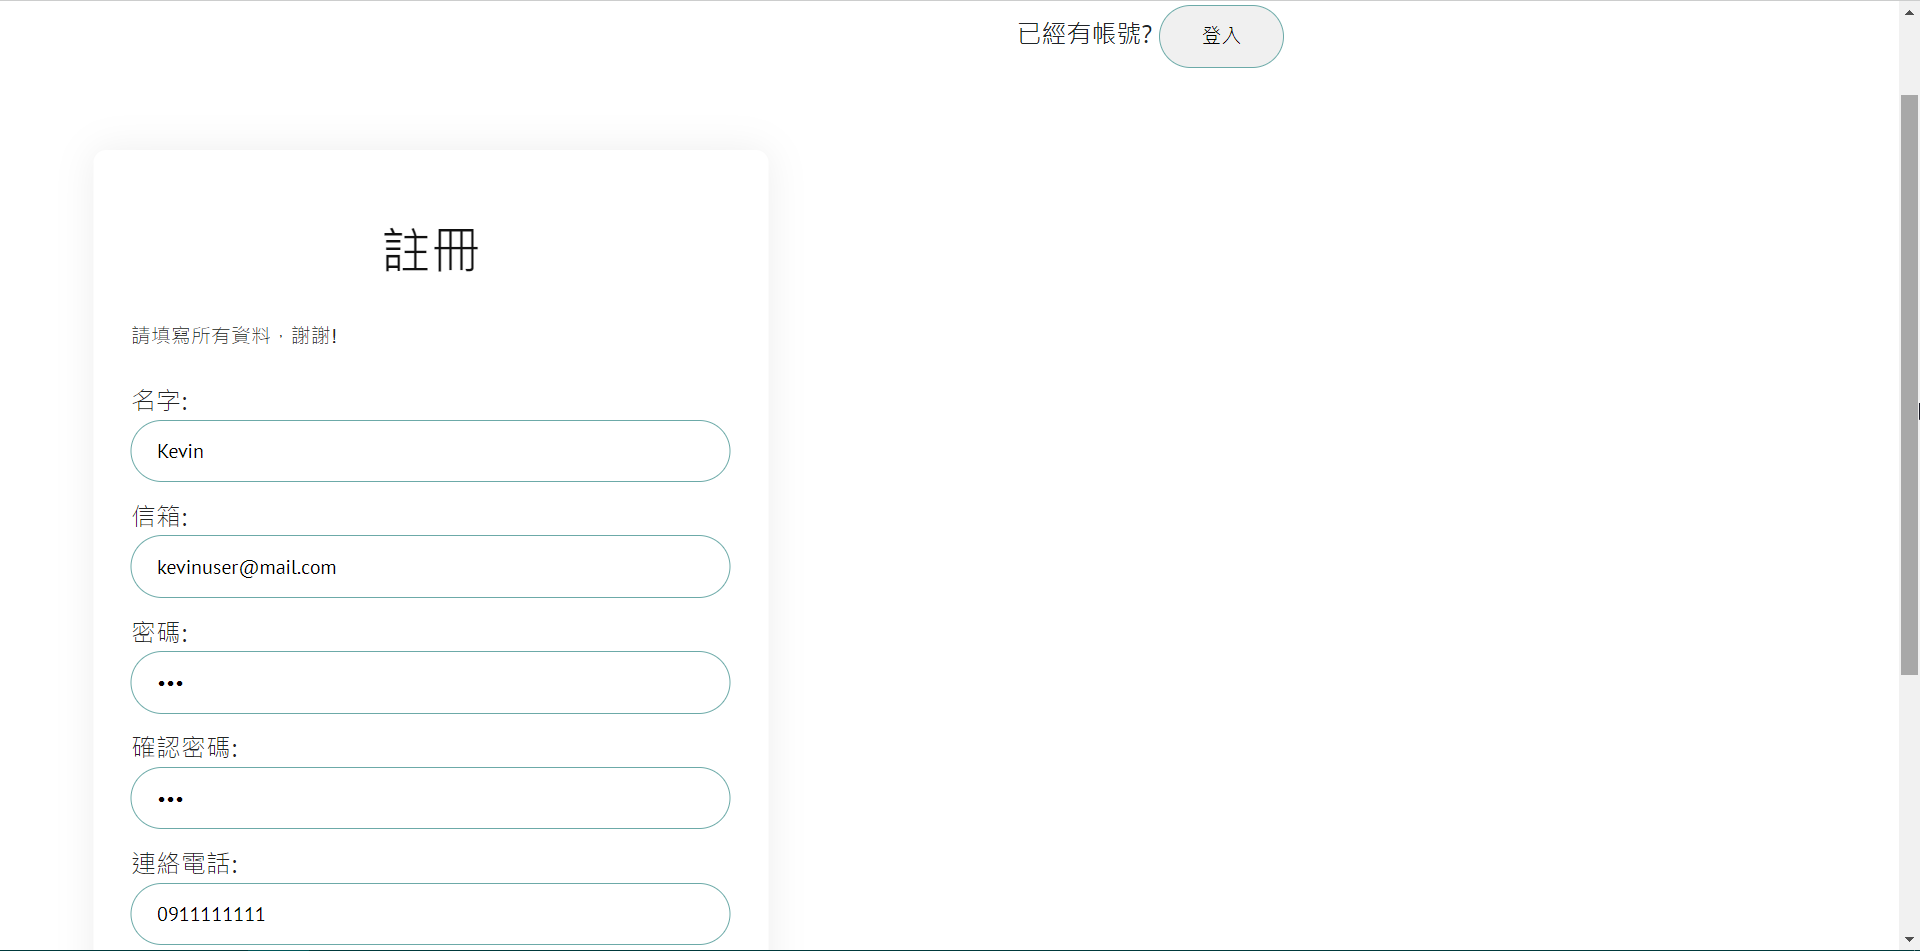 已經有帳號? 登入
註冊
請填寫所有資料，謝謝!
名字:
Kevin
信箱:
kevinuser@mail.com
密碼:
•••
確認密碼:
•••
連絡電話:
0911111111